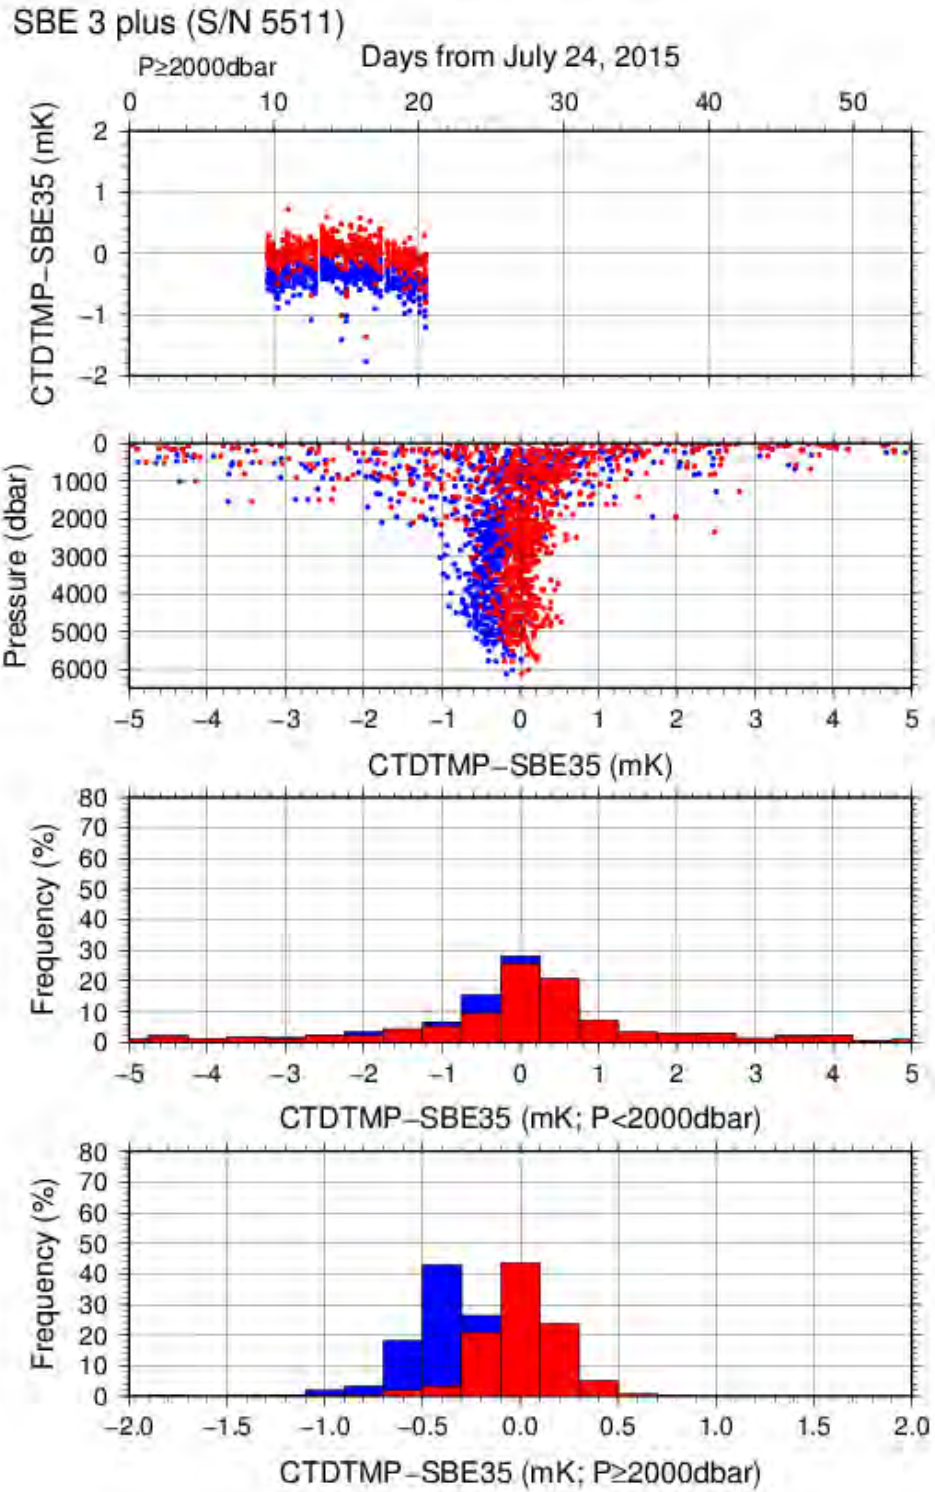 SBE 3 plus (S/N 5511)
P≥2000dbar
Days from July 24, 2015
0 10 20 30 40 50
CTDTMP−SBE35 (mK)
2
1
0
−1
−2
Pressure (dbar)
0
1000
2000
3000
4000
5000
6000
−5 −4 −3 −2 −1 0 1 2 3 4 5
CTDTMP−SBE35 (mK)
Frequency (%)
80
70
60
50
40
30
20
10
0
−5 −4 −3 −2 −1 0 1 2 3 4 5
CTDTMP−SBE35 (mK; P<2000dbar)
Frequency (%)
80
70
60
50
40
30
20
10
0
−2.0 −1.5 −1.0 −0.5 0.0 0.5 1.0 1.5 2.0
CTDTMP−SBE35 (mK; P≥2000dbar)